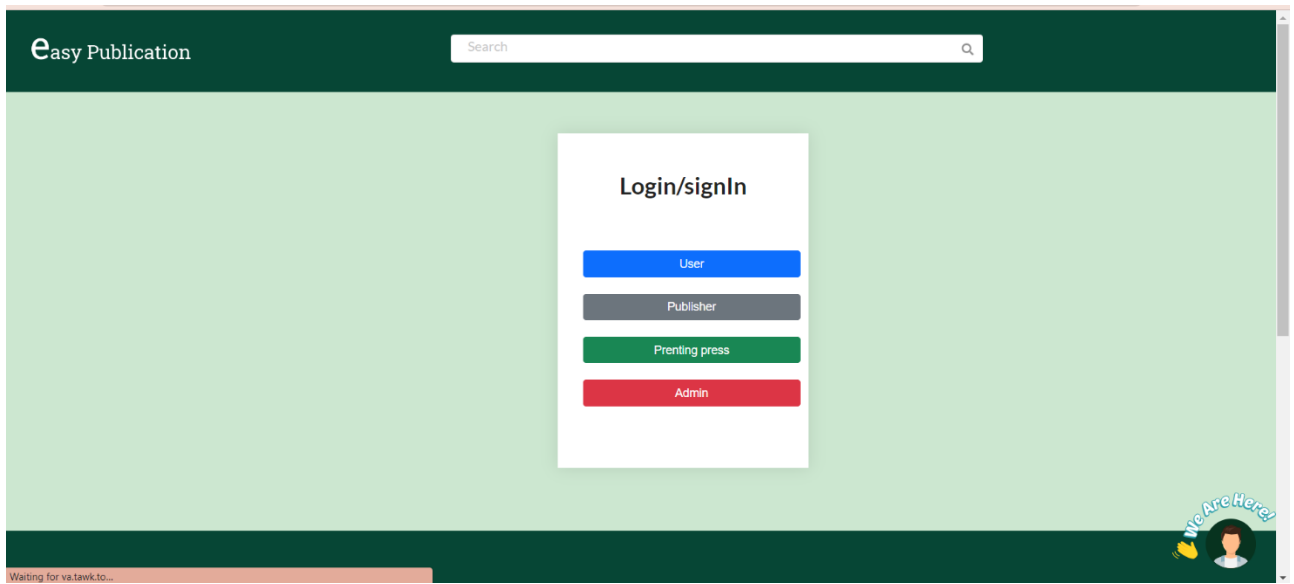 easy Publication
Search
Login/signIn
User
Publisher
Prenting press
Admin
We Are Here!
Waiting for va.tawk.to...